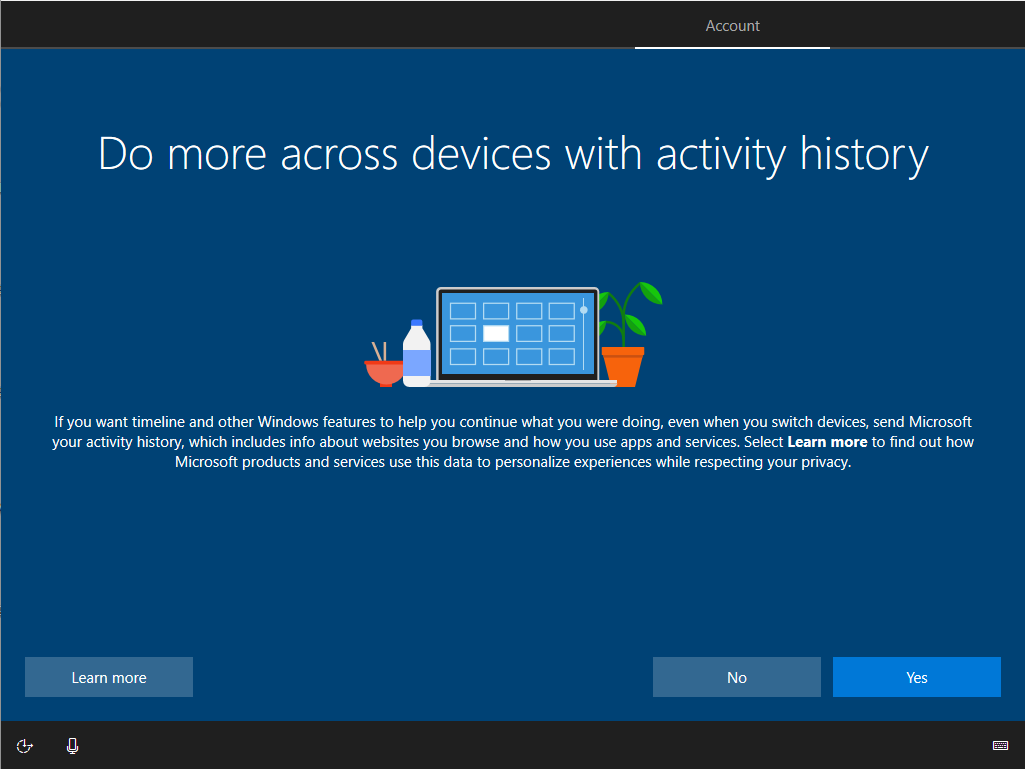 Account
Do more across devices with activity history
If you want timeline and other Windows features to help you continue what you were doing, even when you switch devices, send Microsoft
your activity history, which includes info about websites you browse and how you use apps and services. Select Learn more to find out how
Microsoft products and services use this data to personalize experiences while respecting your privacy.
Learn more
No
Yes